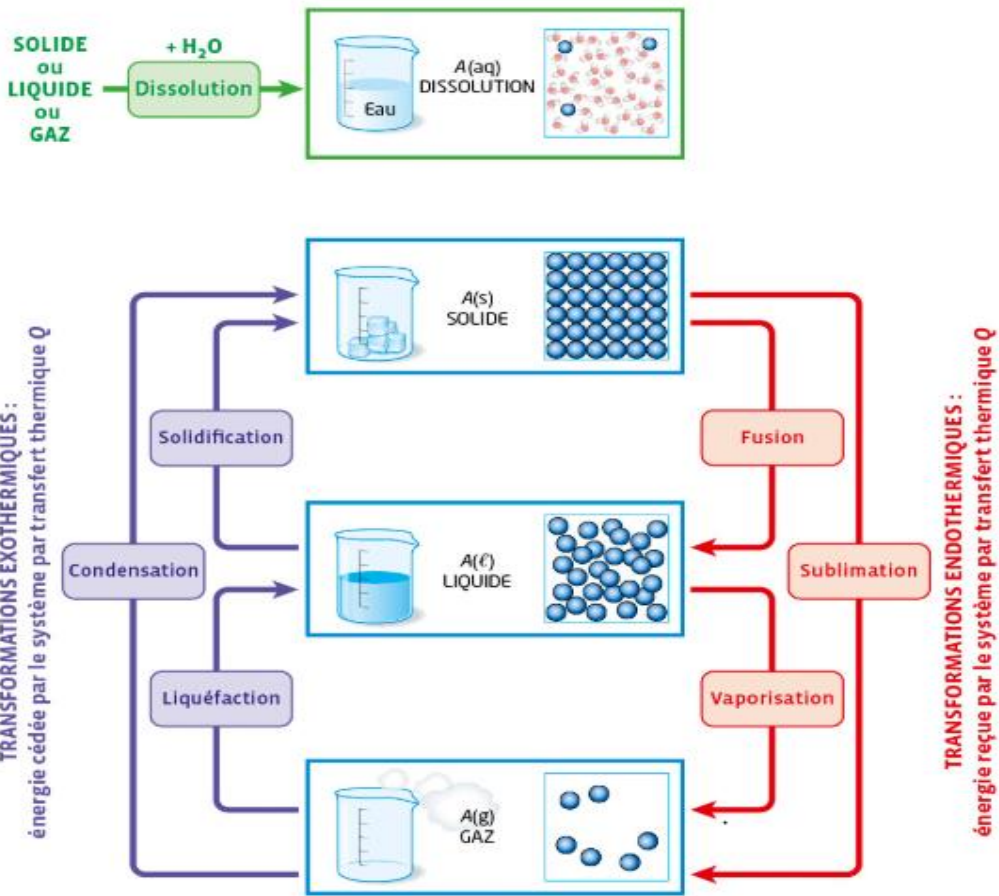 SOLIDE
ou
LIQUIDE
ou
GAZ
+ H₂O
Dissolution
Eau
A(aq)
DISSOLUTION
A(s)
SOLIDE
Solidification
Fusion
Condensation
A(ℓ)
LIQUIDE
Sublimation
Liquéfaction
Vaporisation
A(g)
GAZ
TRANSFORMATIONS EXOTHERMIQUES :
énergie cédée par le système par transfert thermique Q
TRANSFORMATIONS ENDOTHERMIQUES :
énergie reçue par le système par transfert thermique Q